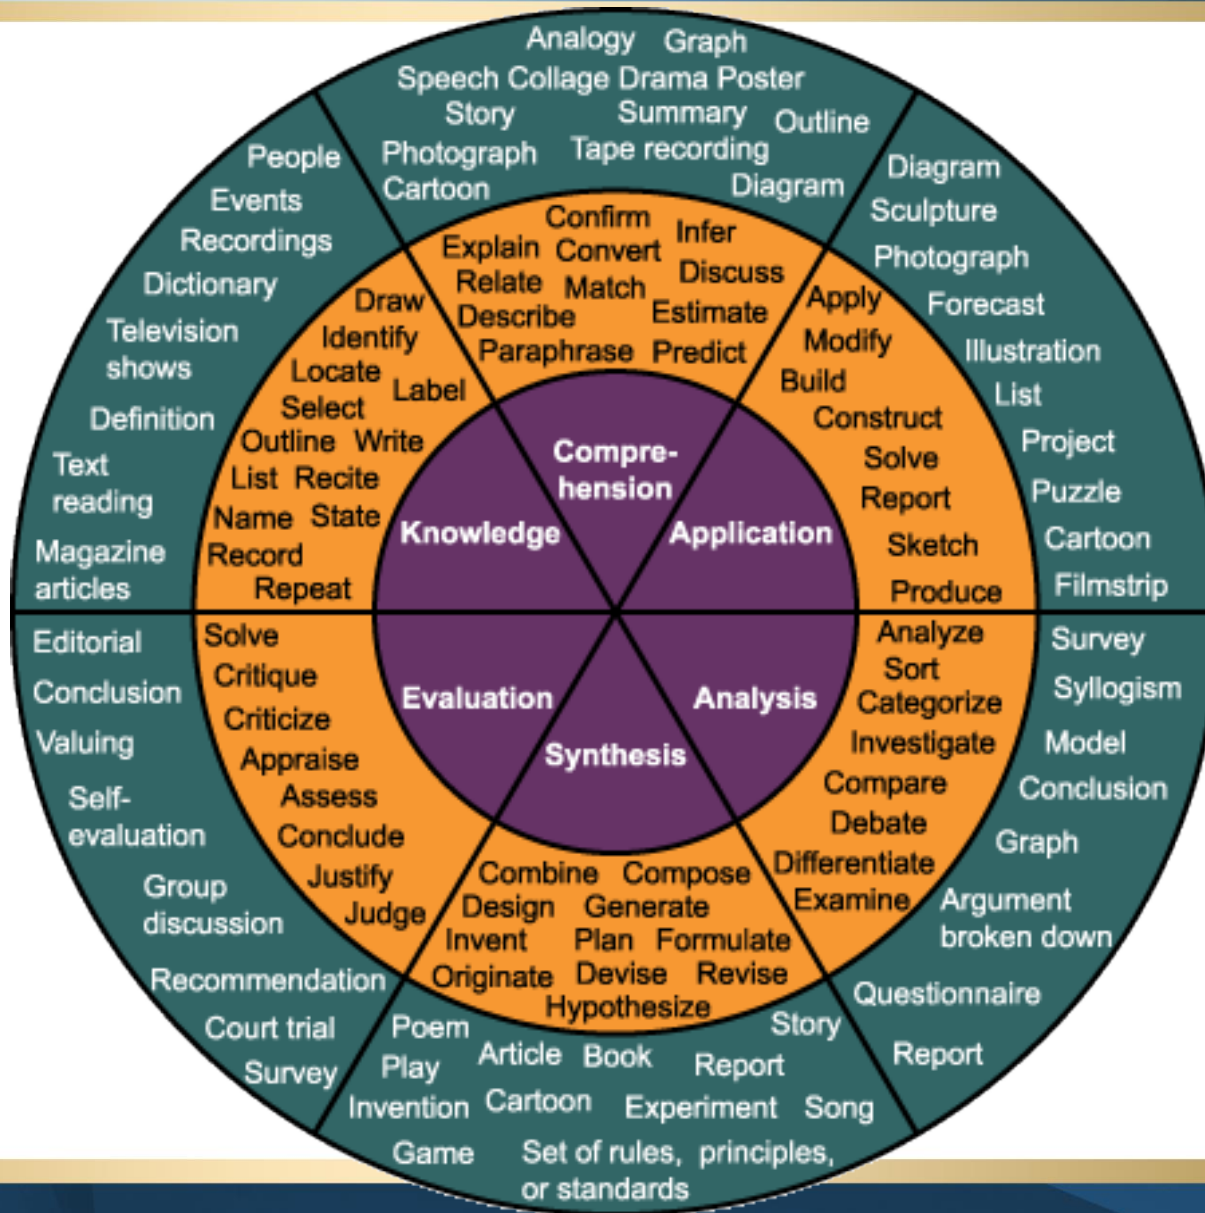 Analogy Graph
Speech Collage Drama Poster
Story Summary Outline
Photograph Tape recording
Cartoon Diagram
Confirm Infer
Explain Convert
Relate Match Discuss
Describe Estimate
Paraphrase Predict
Compre-
hension
Diagram
Sculpture
Photograph
Forecast
Illustration
List
Project
Puzzle
Cartoon
Filmstrip
Apply
Modify
Build
Construct
Solve
Report
Sketch
Produce
Application
Survey
Syllogism
Model
Conclusion
Graph
Argument
broken down
Questionnaire
Report
Analyze
Sort
Categorize
Investigate
Compare
Debate
Differentiate
Examine
Analysis
Synthesis
Combine Compose
Design Generate
Invent Plan Formulate
Originate Devise Revise
Hypothesize
Poem Story
Play Article Book Report
Invention Cartoon Experiment Song
Game Set of rules, principles,
or standards
Evaluation
Solve
Critique
Criticize
Appraise
Assess
Conclude
Justify
Judge
Editorial
Conclusion
Valuing
Self-
evaluation
Group
discussion
Recommendation
Court trial
Survey
Knowledge
Draw
Identify
Locate Label
Select
Outline Write
List Recite
Name State
Record
Repeat
People
Events
Recordings
Dictionary
Television
shows
Definition
Text
reading
Magazine
articles